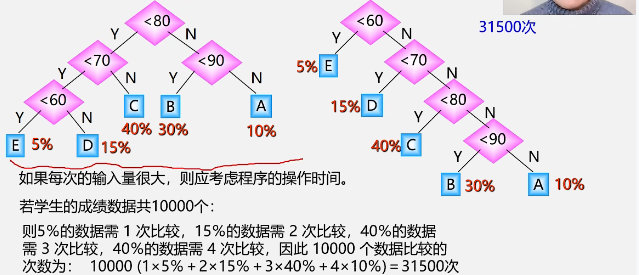 <80
<60
31500次
Y
N
Y
N
<70
<90
5%
E
<70
Y
N
Y
N
Y
N
<60
C
B
A
15%
D
<80
Y
N
40%
30%
10%
Y
N
E
5%
D
15%
40%
C
<90
Y
N
B
30%
A
10%
如果每次的输入量很大，则应考虑程序的操作时间。
若学生的成绩数据共10000个：
则5%的数据需 1 次比较，15%的数据需 2 次比较，40%的数据
需 3 次比较，40%的数据需 4 次比较，因此 10000 个数据比较的
次数为： 10000 (1×5%＋2×15%＋3×40%＋4×10%)＝31500次